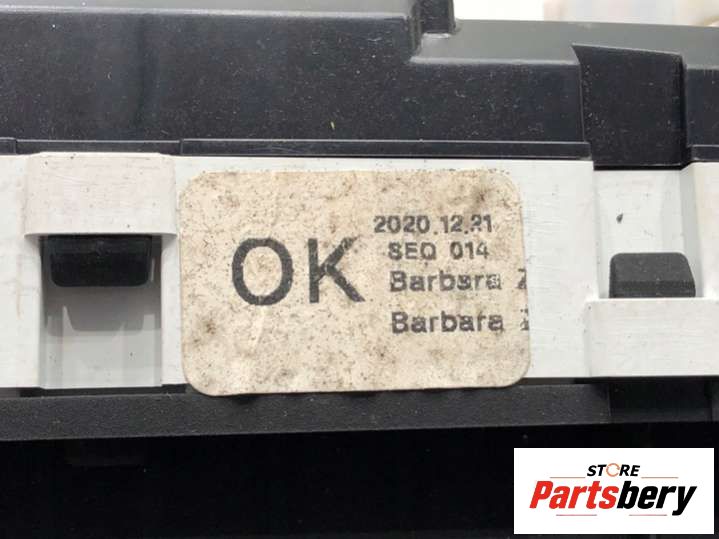 OK
2020.12.21
SEQ 014
Barbara
Barbara
STORE
Partsbery